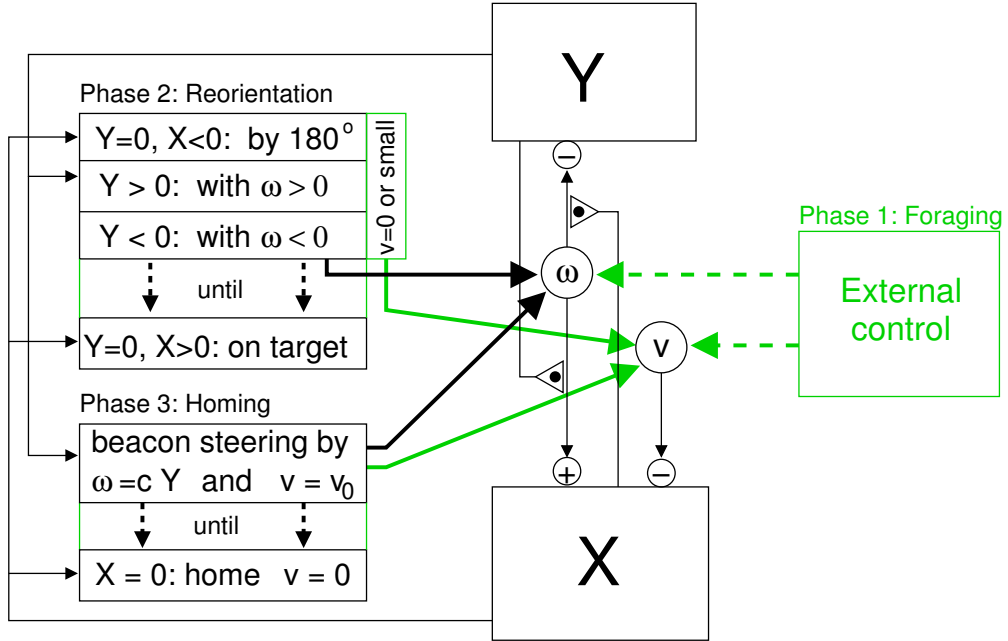 Y
Phase 2: Reorientation
Y=0, X<0: by 180°
Y > 0: with ω > 0
Y < 0: with ω < 0
v=0 or small
until
Y=0, X>0: on target
−
ω
v
Phase 1: Foraging
External
control
Phase 3: Homing
beacon steering by
ω =c Y and v = v₀
until
X = 0: home v = 0
+
−
X